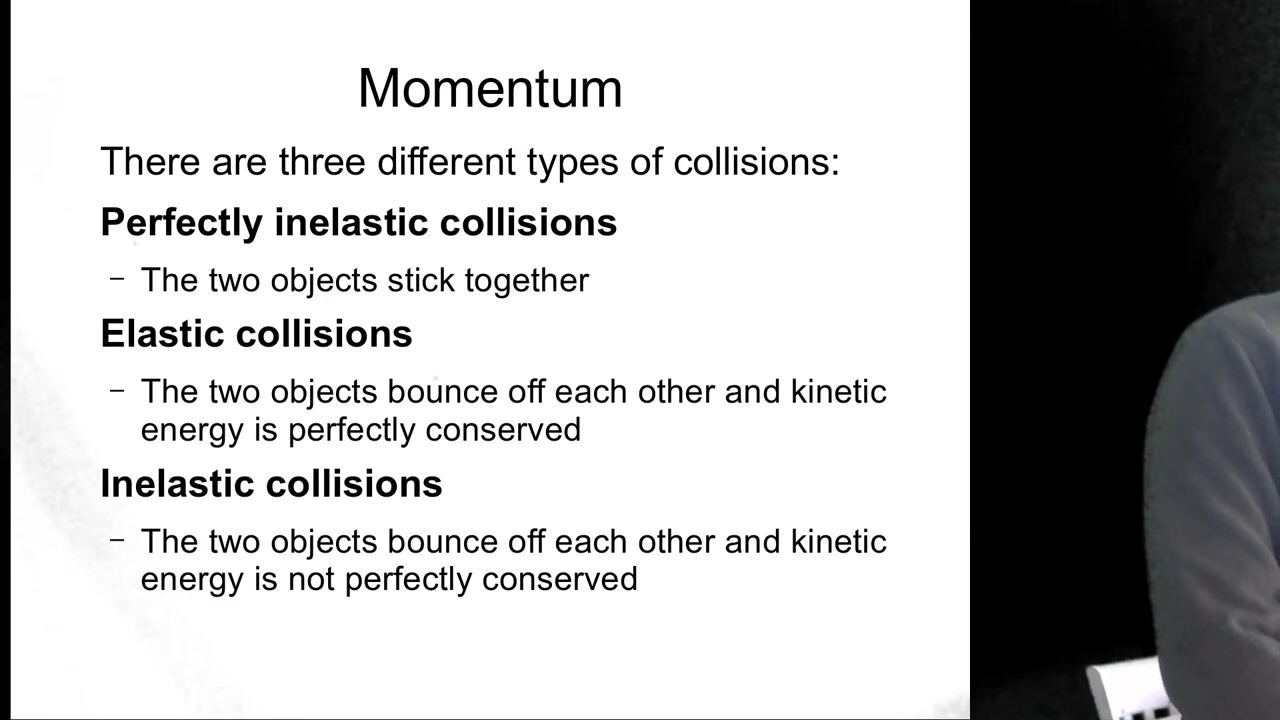 Momentum
There are three different types of collisions:
Perfectly inelastic collisions
– The two objects stick together
Elastic collisions
– The two objects bounce off each other and kinetic
energy is perfectly conserved
Inelastic collisions
– The two objects bounce off each other and kinetic
energy is not perfectly conserved